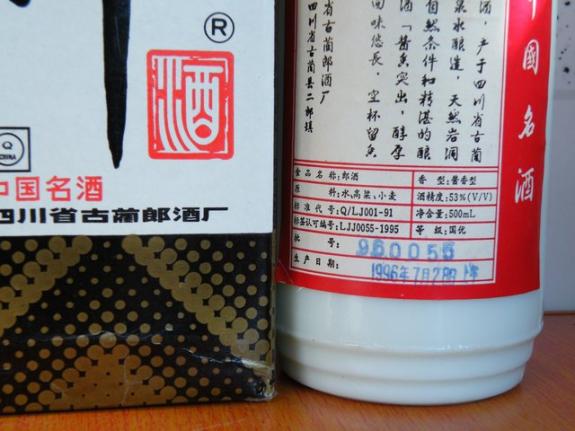 ®
酒
Q
CHINA
中国名酒
四川省古蔺郎酒厂
酒，产于四川省古蔺
泉水酿造，天然岩洞
自然条件和精湛的酿
酒「酱香突出，醇厚
回味悠长，空杯留香
四川省古蔺郎酒厂
四川省古蔺县二郎镇
中国名酒
食品名称:郎酒
香 型:酱香型
原 料:水、高粱、小麦
酒精度:53%(V/V)
标准代号:Q/LJ001-91
净含量:500mL
标签认可编号:LJJ0055-1995
等 级:国优
批 号:
960055
生产日期:
1996年7月2日